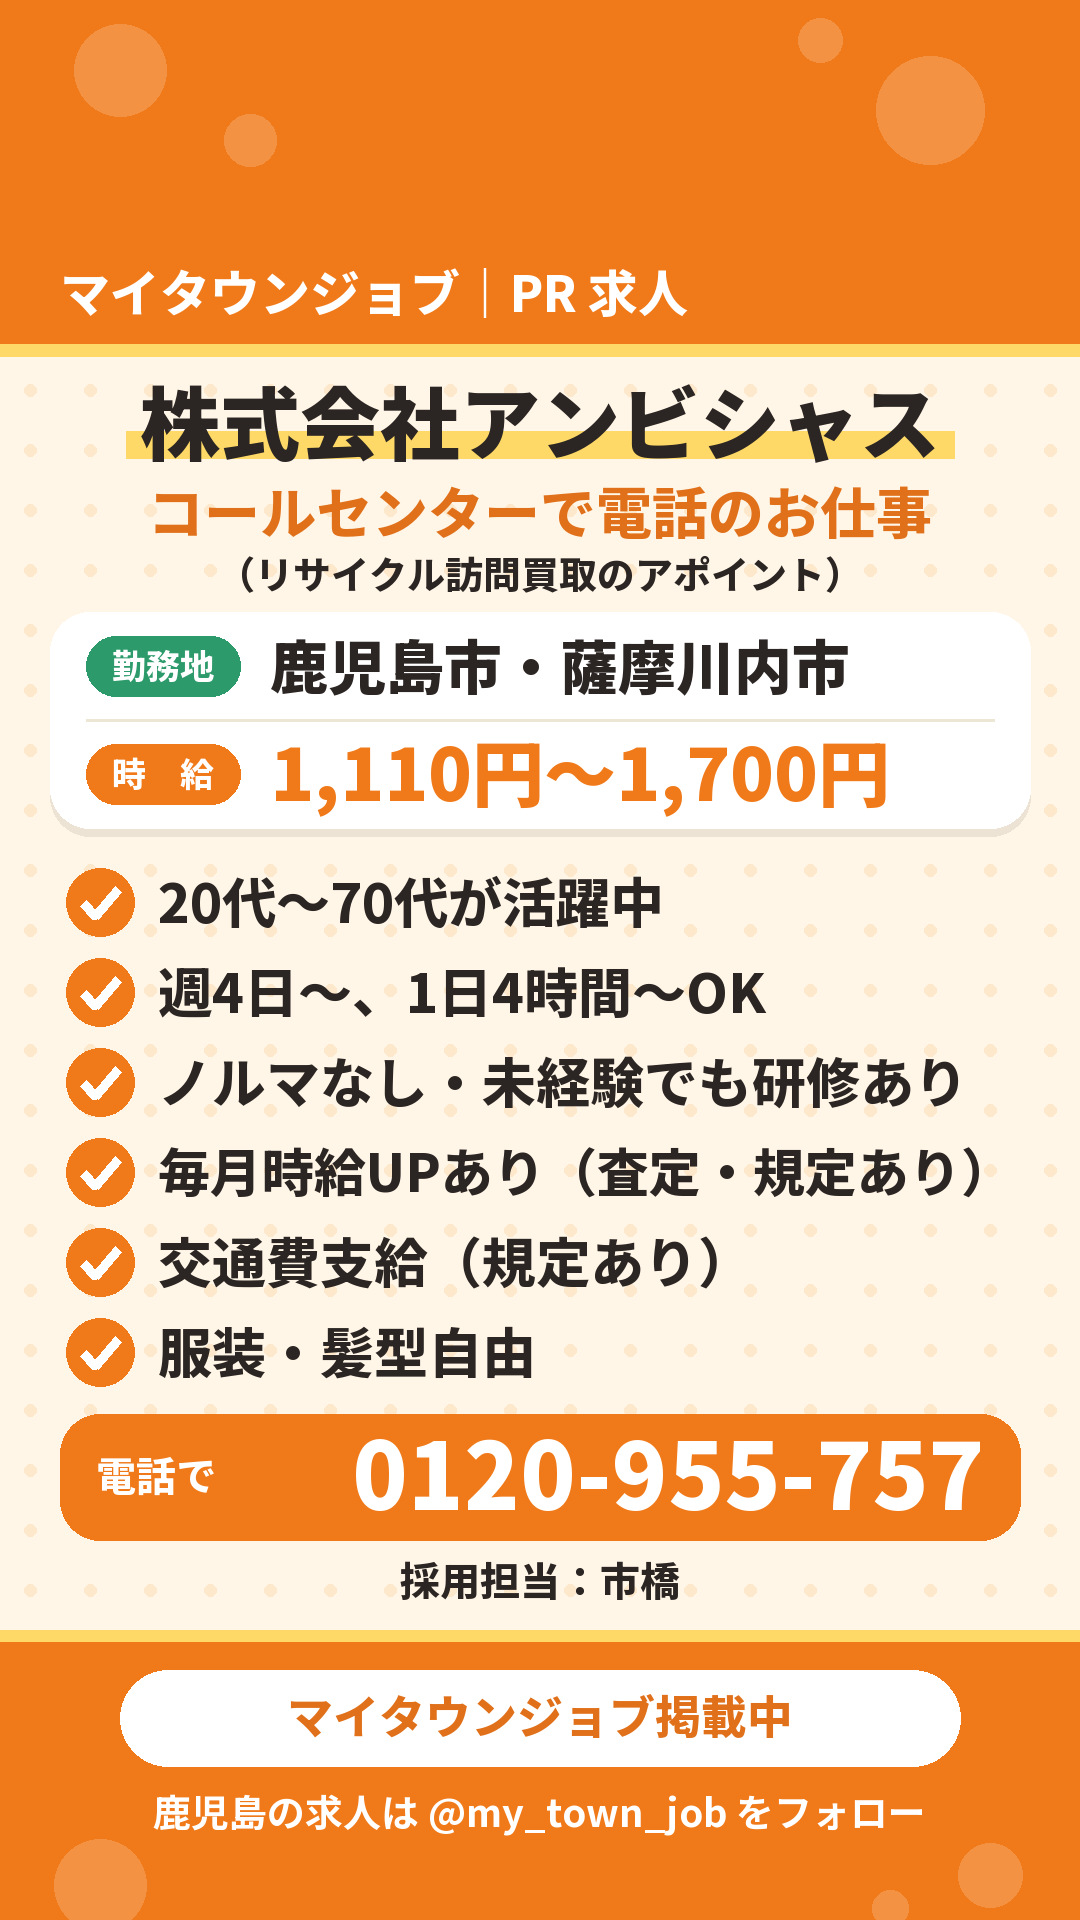 マイタウンジョブ｜PR 求人
株式会社アンビシャス
コールセンターで電話のお仕事
（リサイクル訪問買取のアポイント）
勤務地 鹿児島市・薩摩川内市
時　給 1,110円〜1,700円
20代〜70代が活躍中
週4日〜、1日4時間〜OK
ノルマなし・未経験でも研修あり
毎月時給UPあり（査定・規定あり）
交通費支給（規定あり）
服装・髪型自由
電話で 0120-955-757
採用担当：市橋
マイタウンジョブ掲載中
鹿児島の求人は @my_town_job をフォロー